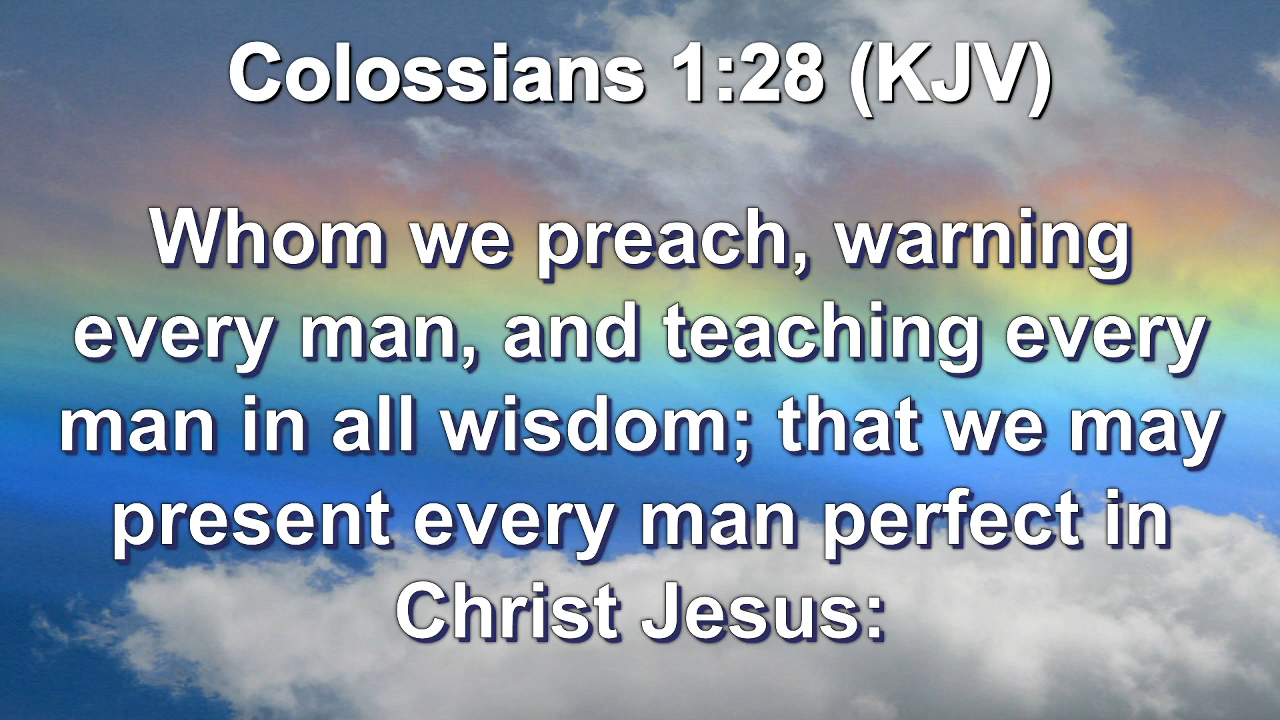 Colossians 1:28 (KJV)
Whom we preach, warning
every man, and teaching every
man in all wisdom; that we may
present every man perfect in
Christ Jesus: